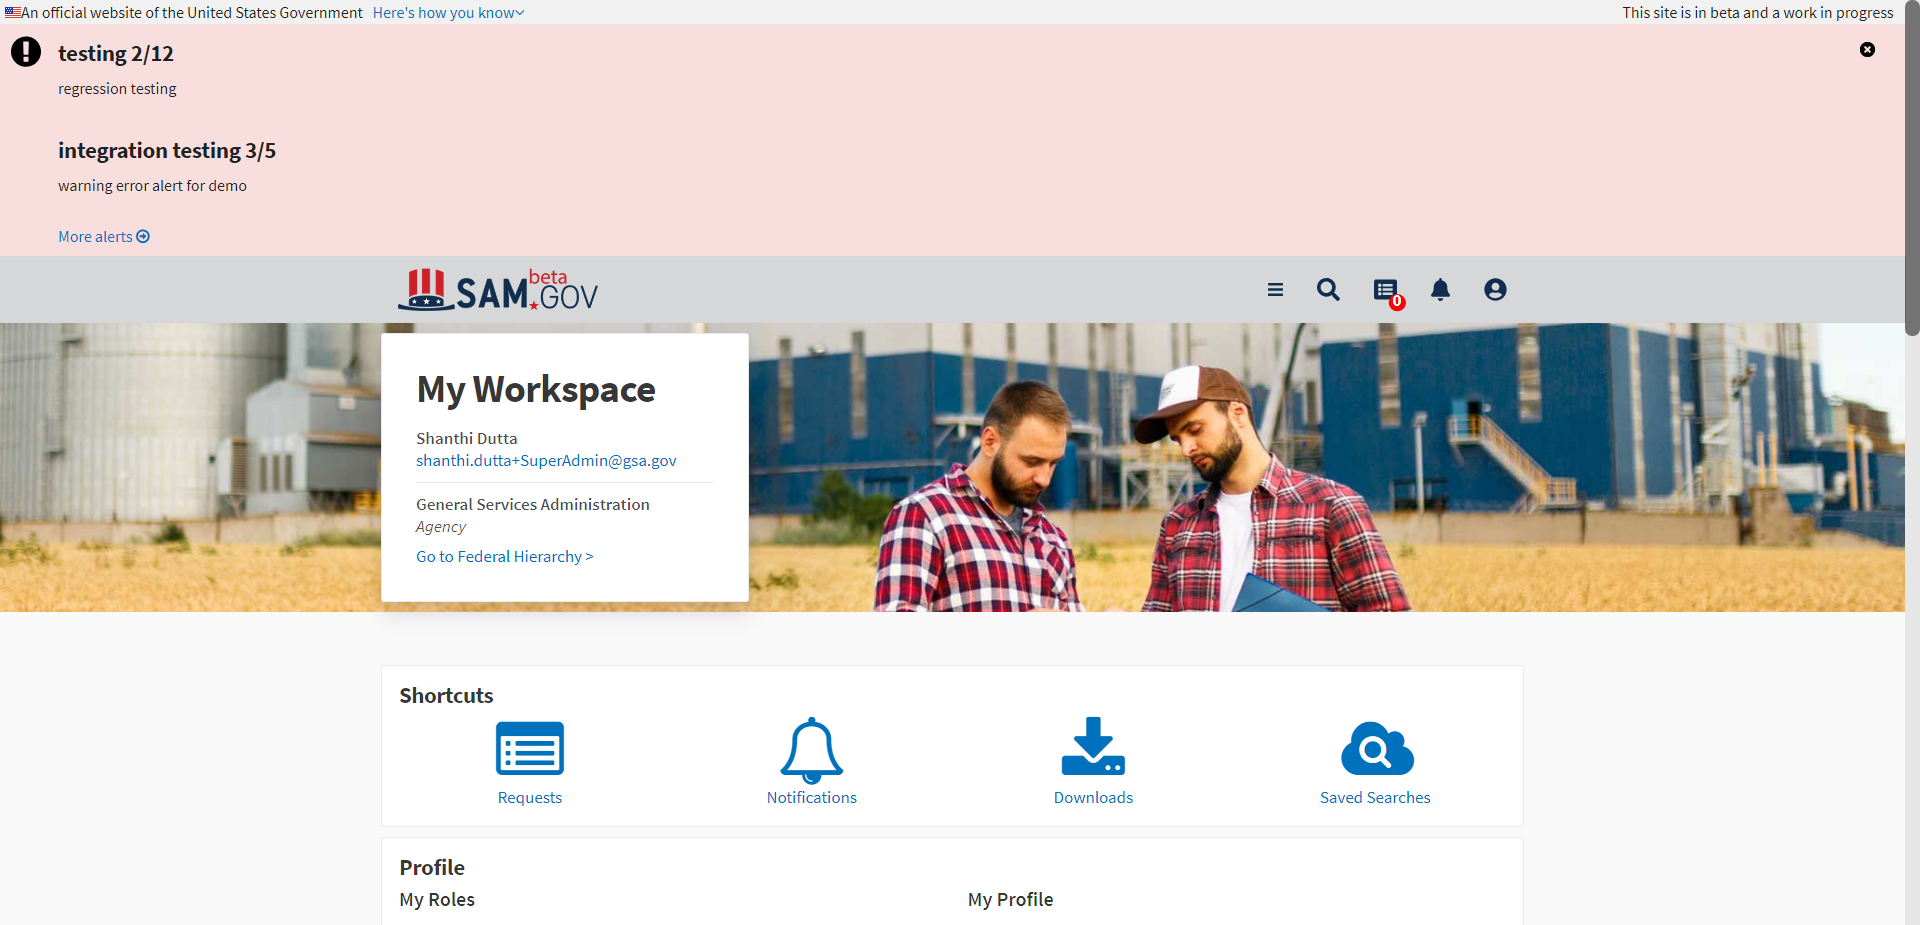 An official website of the United States Government Here's how you know
This site is in beta and a work in progress
testing 2/12
regression testing
integration testing 3/5
warning error alert for demo
More alerts
SAM.GOV beta
0
My Workspace
Shanthi Dutta
shanthi.dutta+SuperAdmin@gsa.gov
General Services Administration
Agency
Go to Federal Hierarchy >
Shortcuts
Requests
Notifications
Downloads
Saved Searches
Profile
My Roles
My Profile